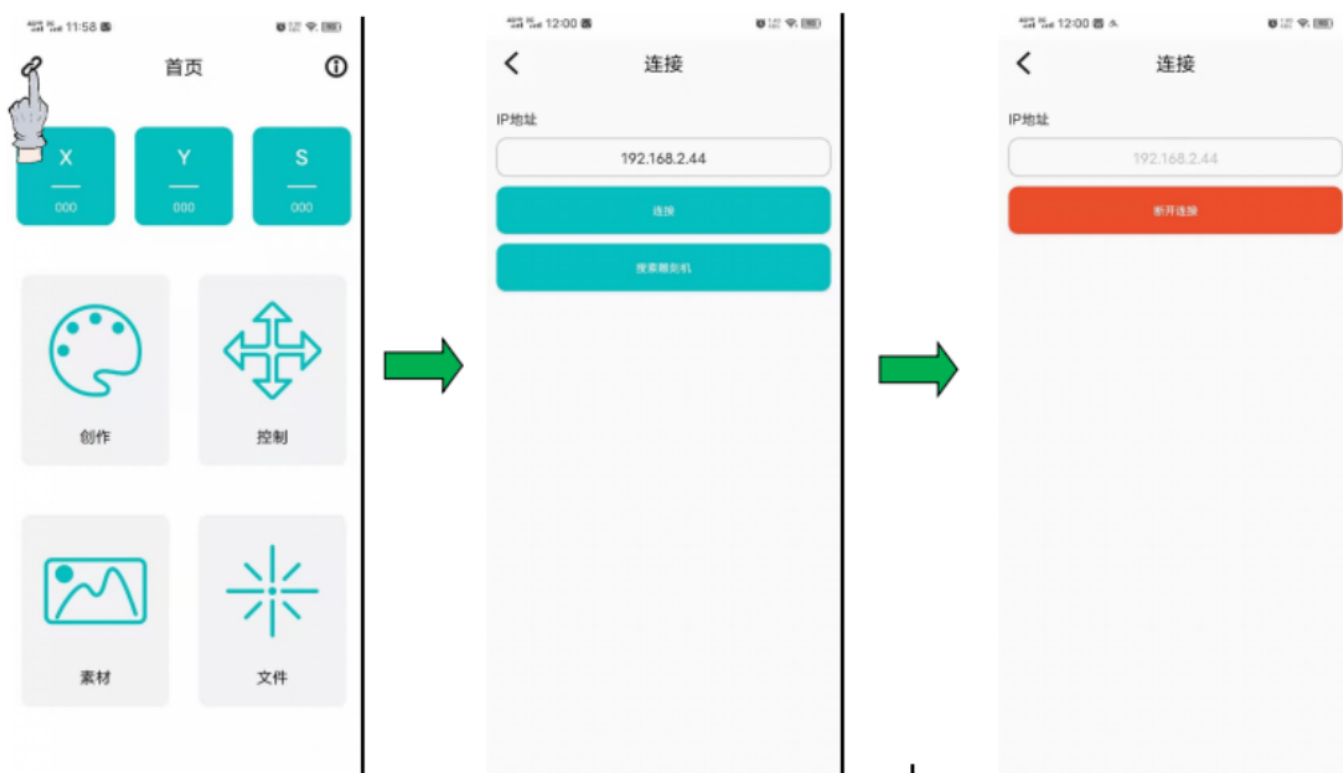 11:58
首页
X
Y
S
000
000
000
创作
控制
素材
文件
12:00
连接
IP地址
192.168.2.44
连接
搜索雕刻机
12:00
连接
IP地址
192.168.2.44
断开连接